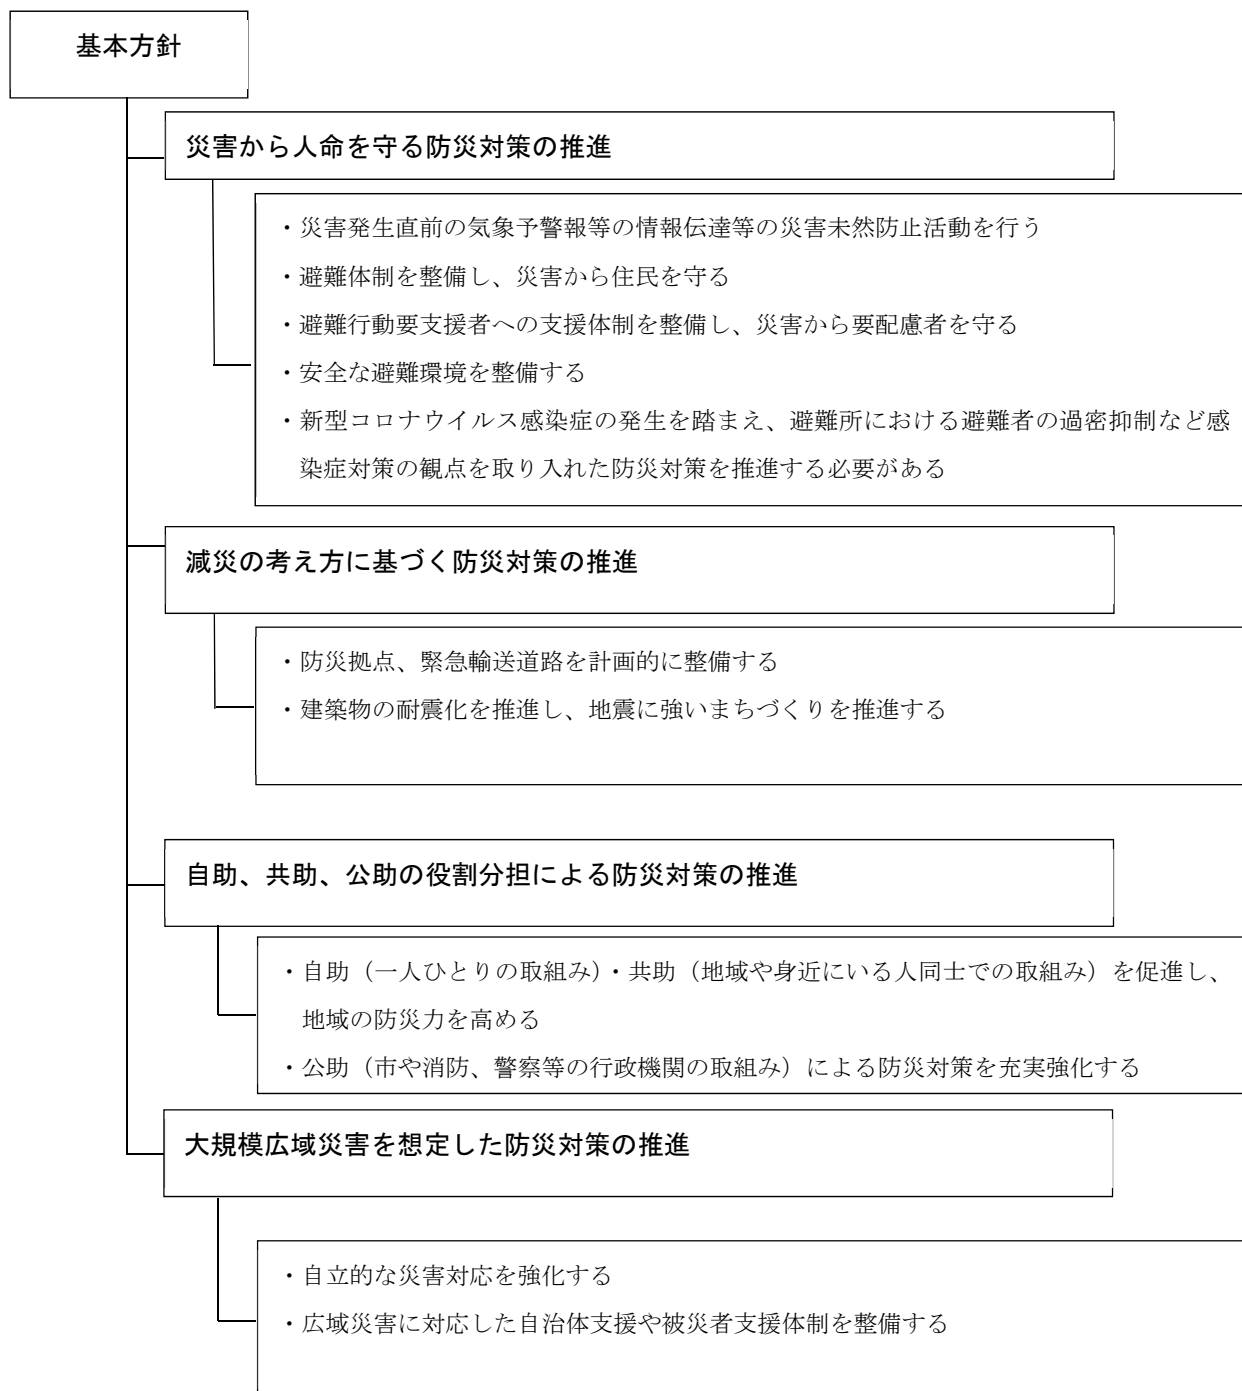 基本方針
災害から人命を守る防災対策の推進
・災害発生直前の気象予警報等の情報伝達等の災害未然防止活動を行う
・避難体制を整備し、災害から住民を守る
・避難行動要支援者への支援体制を整備し、災害から要配慮者を守る
・安全な避難環境を整備する
・新型コロナウイルス感染症の発生を踏まえ、避難所における避難者の過密抑制など感
染症対策の観点を取り入れた防災対策を推進する必要がある
減災の考え方に基づく防災対策の推進
・防災拠点、緊急輸送道路を計画的に整備する
・建築物の耐震化を推進し、地震に強いまちづくりを推進する
自助、共助、公助の役割分担による防災対策の推進
・自助（一人ひとりの取組み）・共助（地域や身近にいる人同士での取組み）を促進し、
地域の防災力を高める
・公助（市や消防、警察等の行政機関の取組み）による防災対策を充実強化する
大規模広域災害を想定した防災対策の推進
・自立的な災害対応を強化する
・広域災害に対応した自治体支援や被災者支援体制を整備する